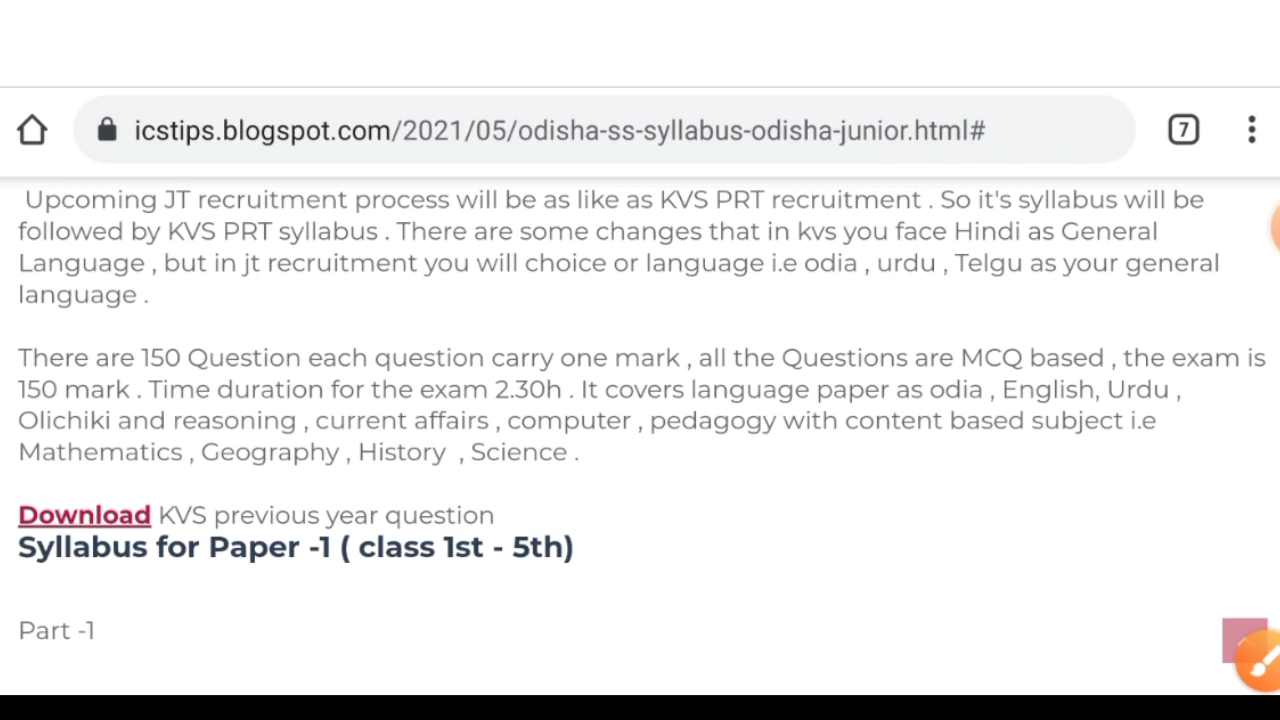 icstips.blogspot.com/2021/05/odisha-ss-syllabus-odisha-junior.html#
7
Upcoming JT recruitment process will be as like as KVS PRT recruitment . So it's syllabus will be
followed by KVS PRT syllabus . There are some changes that in kvs you face Hindi as General
Language , but in jt recruitment you will choice or language i.e odia , urdu , Telgu as your general
language .
There are 150 Question each question carry one mark , all the Questions are MCQ based , the exam is
150 mark . Time duration for the exam 2.30h . It covers language paper as odia , English, Urdu ,
Olichiki and reasoning , current affairs , computer , pedagogy with content based subject i.e
Mathematics , Geography , History , Science .
Download KVS previous year question
Syllabus for Paper -1 ( class 1st - 5th)
Part -1